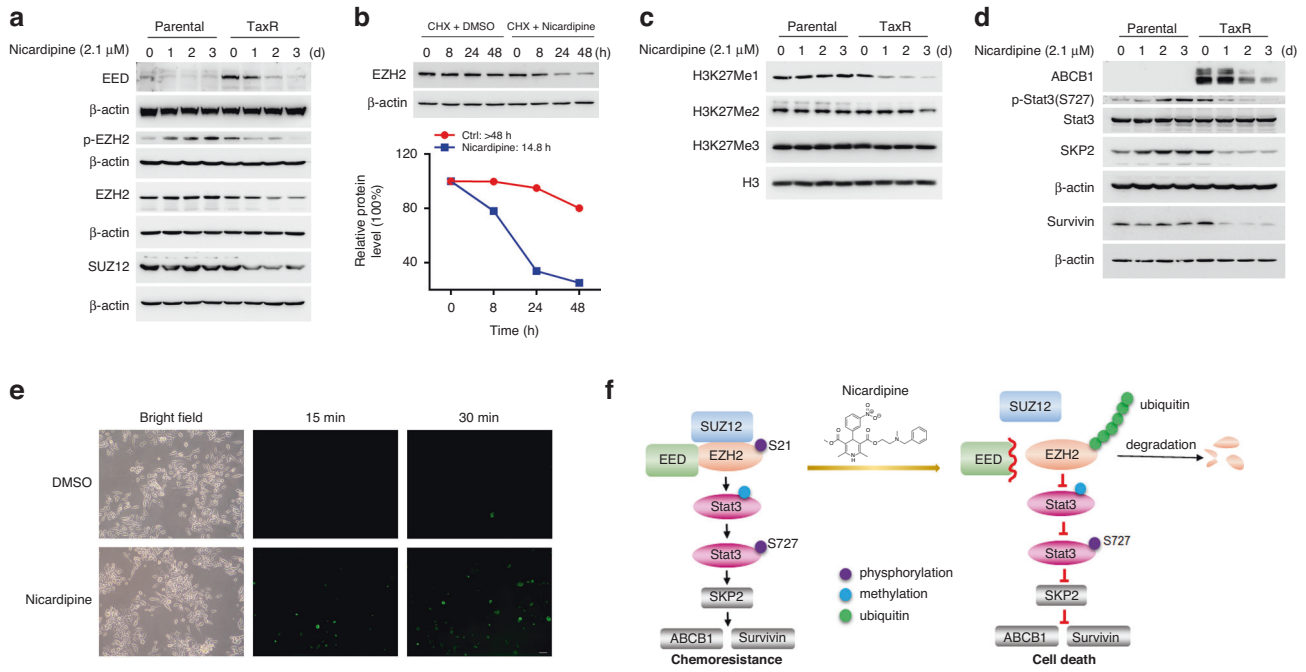 a
Parental TaxR
Nicardipine (2.1 μM) 0 1 2 3 0 1 2 3 (d)
EED
β-actin
p-EZH2
β-actin
EZH2
β-actin
SUZ12
β-actin
b
CHX + DMSO CHX + Nicardipine
0 8 24 48 0 8 24 48 (h)
EZH2
β-actin
Ctrl: >48 h
Nicardipine: 14.8 h
Relative protein
level (100%)
120
80
40
0 8 24 48
Time (h)
c
Parental TaxR
Nicardipine (2.1 μM) 0 1 2 3 0 1 2 3 (d)
H3K27Me1
H3K27Me2
H3K27Me3
H3
d
Parental TaxR
Nicardipine (2.1 μM) 0 1 2 3 0 1 2 3 (d)
ABCB1
p-Stat3(S727)
Stat3
SKP2
β-actin
Survivin
β-actin
e
Bright field 15 min 30 min
DMSO
Nicardipine
f
SUZ12
EED
EZH2
S21
Stat3
Stat3
S727
SKP2
ABCB1 Survivin
Chemoresistance
Nicardipine
physphorylation
methylation
ubiquitin
SUZ12
ubiquitin
EED
EZH2
degradation
Stat3
Stat3
S727
SKP2
ABCB1 Survivin
Cell death